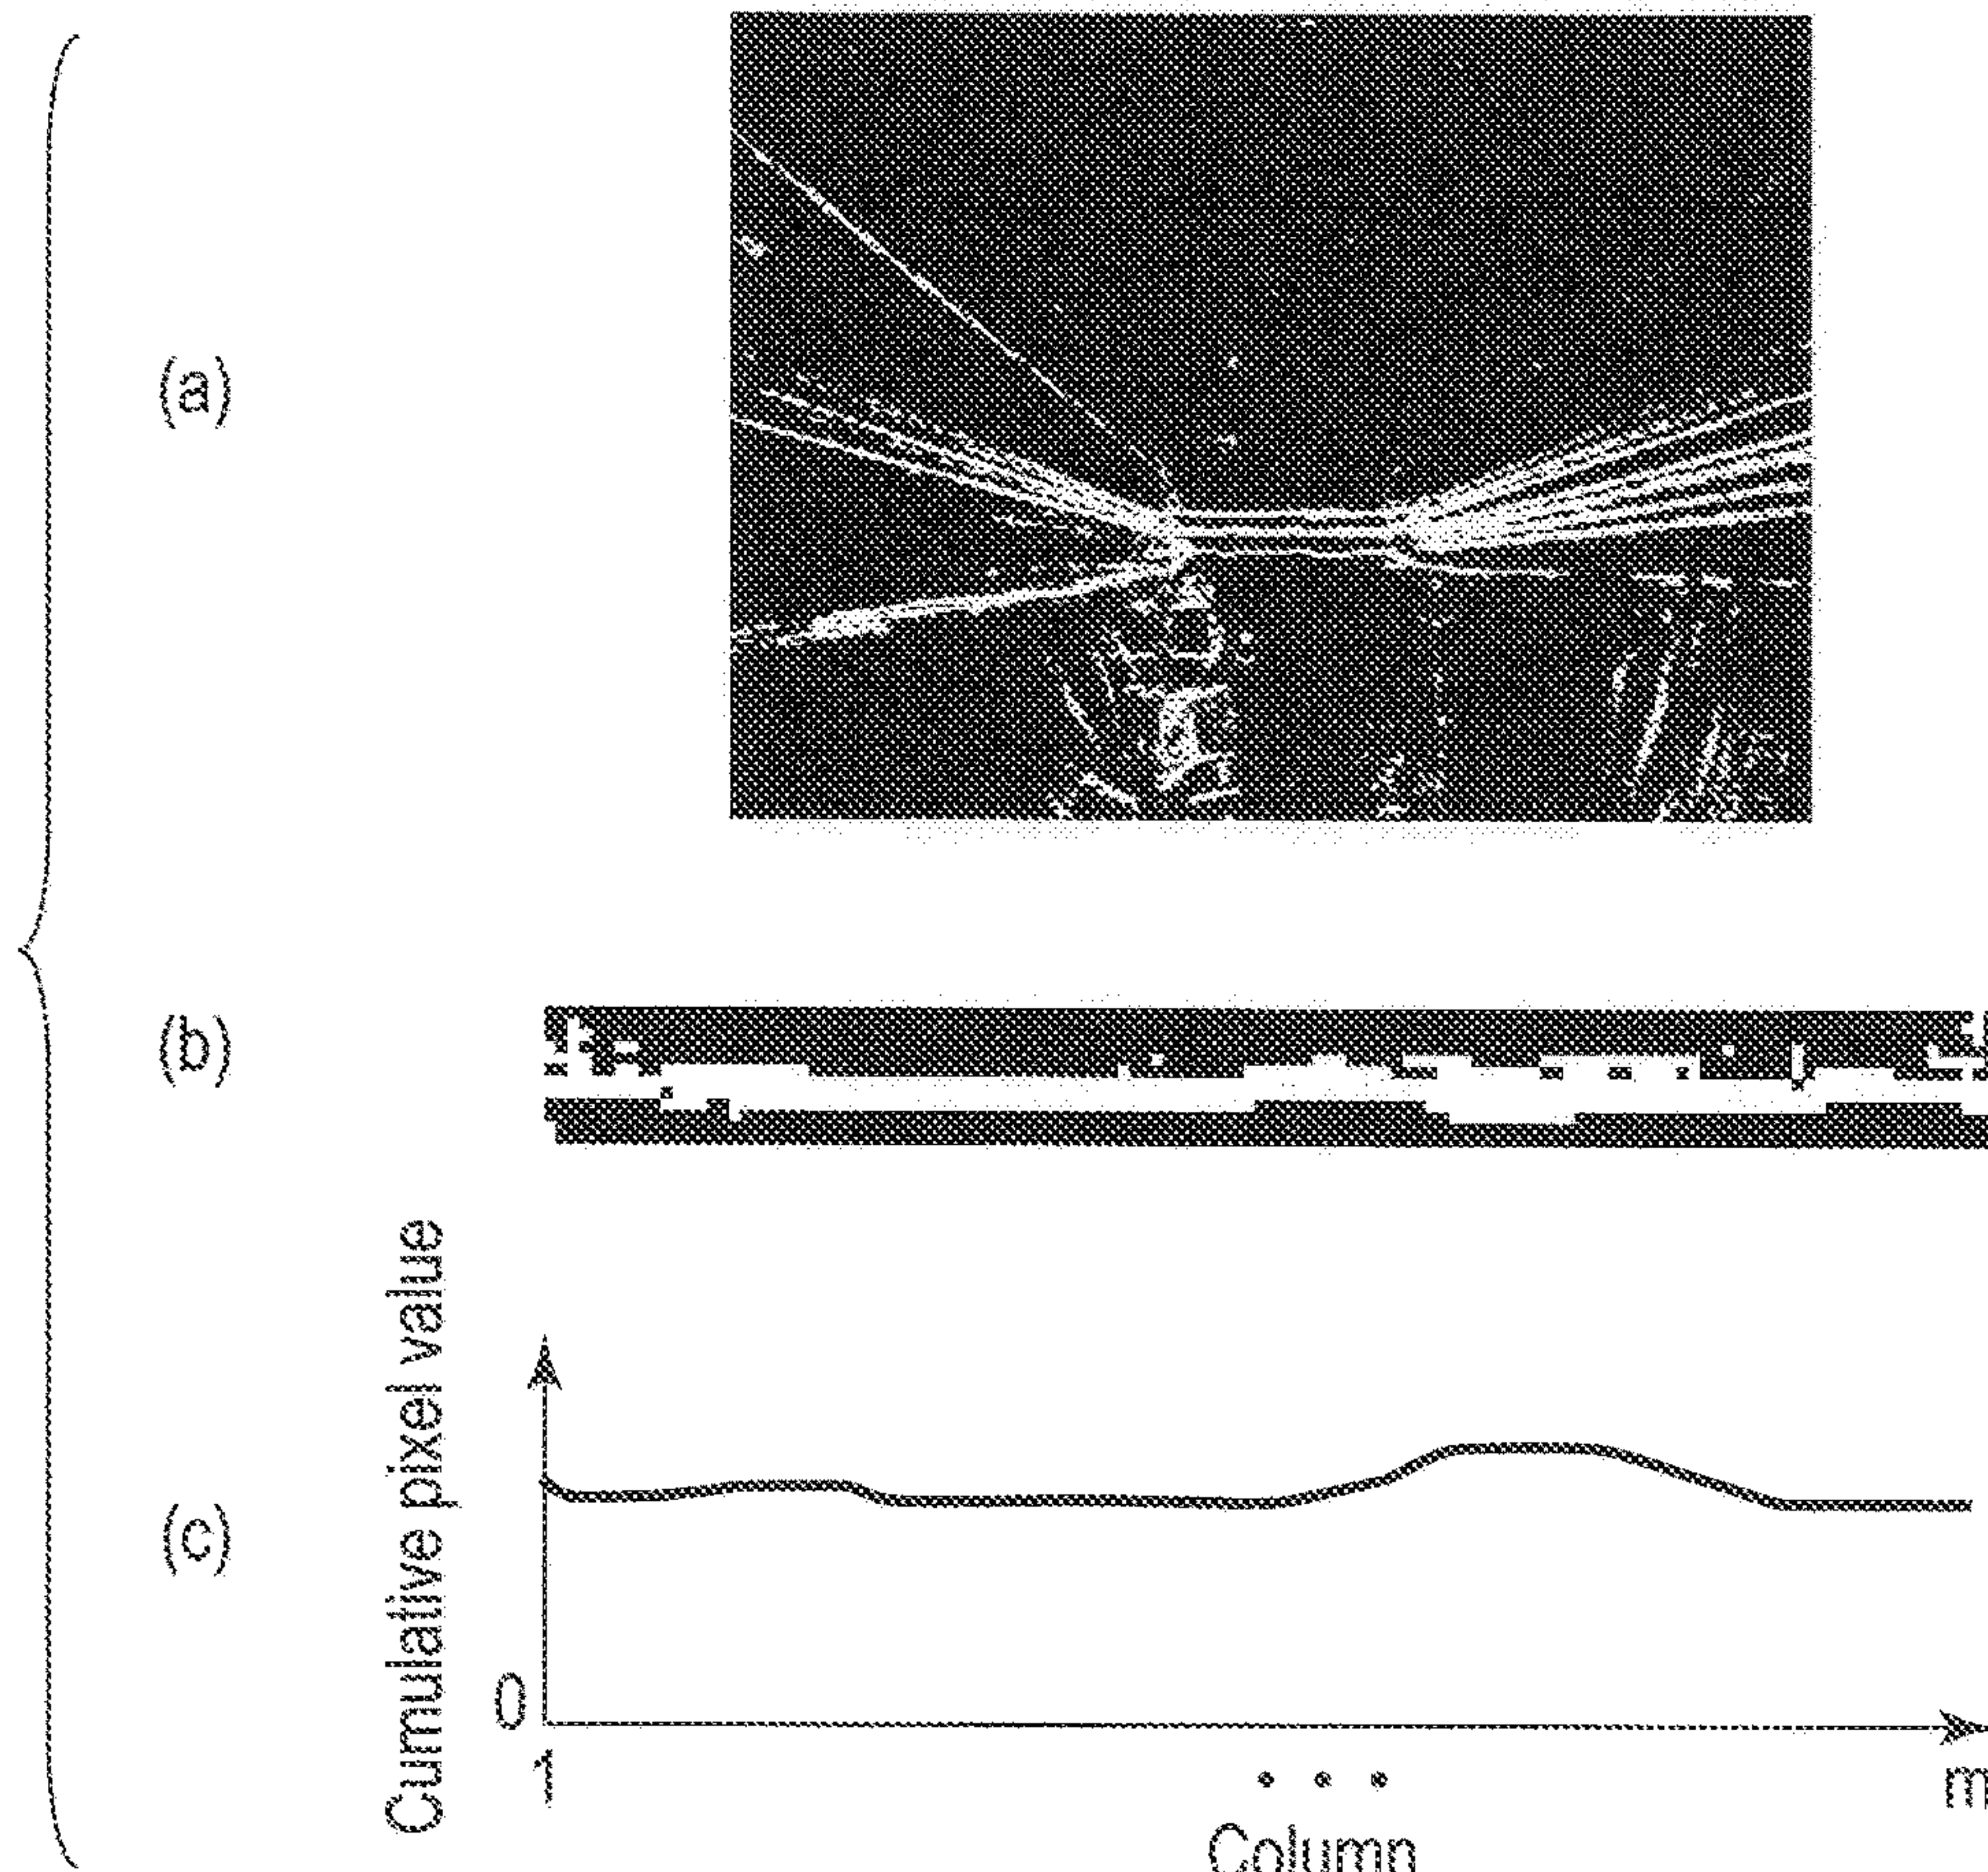 (a)
(b)
(c)
Cumulative pixel value
0
1
• • •
m
Column